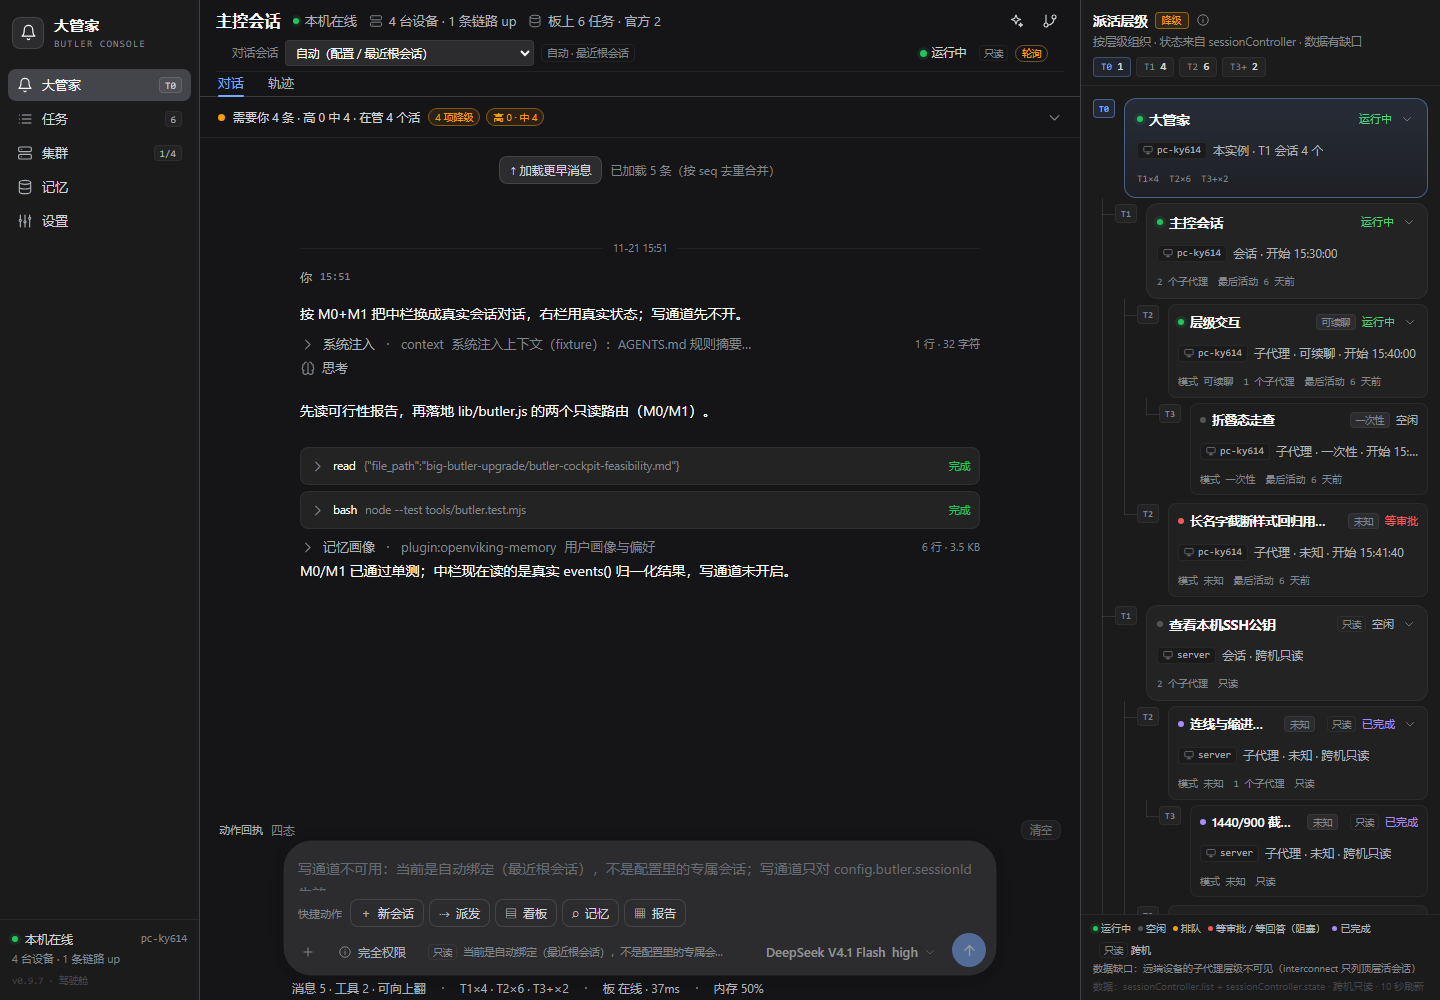 大管家
BUTLER CONSOLE
大管家 T0
任务 6
集群 1/4
记忆
设置
本机在线 pc-ky614
4 台设备 · 1 条链路 up
v0.9.7 · 驾驶舱
主控会话 本机在线 4 台设备 · 1 条链路 up 板上 6 任务 · 官方 2
对话会话 自动（配置 / 最近根会话） 自动 · 最近根会话 运行中 只读 轮询
对话 轨迹
需要你 4 条 · 高 0 中 4 · 在管 4 个活 4 项降级 高 0 · 中 4
↑ 加载更早消息 已加载 5 条（按 seq 去重合并）
11-21 15:51
你 15:51
按 M0+M1 把中栏换成真实会话对话，右栏用真实状态；写通道先不开。
系统注入 · context 系统注入上下文（fixture）：AGENTS.md 规则摘要… 1 行 · 32 字符
思考
先读可行性报告，再落地 lib/butler.js 的两个只读路由（M0/M1）。
read {"file_path":"big-butler-upgrade/butler-cockpit-feasibility.md"} 完成
bash node --test tools/butler.test.mjs 完成
记忆画像 · plugin:openviking-memory 用户画像与偏好 6 行 · 3.5 KB
M0/M1 已通过单测；中栏现在读的是真实 events() 归一化结果，写通道未开启。
动作回执 四态 清空
写通道不可用：当前是自动绑定（最近根会话），不是配置里的专属会话；写通道只对 config.butler.sessionId
快捷动作 + 新会话 派发 看板 记忆 报告
+ 完全权限 只读 当前是自动绑定（最近根会话），不是配置里的专属会… DeepSeek V4.1 Flash high
消息 5 · 工具 2 · 可向上翻 · T1×4 · T2×6 · T3+×2 · 板 在线 · 37ms · 内存 50%
派活层级 降级
按层级组织 · 状态来自 sessionController · 数据有缺口
T0 1 T1 4 T2 6 T3+ 2
T0 大管家 运行中
pc-ky614 本实例 · T1 会话 4 个
T1×4 T2×6 T3+×2
T1 主控会话 运行中
pc-ky614 会话 · 开始 15:30:00
2 个子代理 最后活动 6 天前
T2 层级交互 可续聊 运行中
pc-ky614 子代理 · 可续聊 · 开始 15:40:00
模式 可续聊 1 个子代理 最后活动 6 天前
T3 折叠态走查 一次性 空闲
pc-ky614 子代理 · 一次性 · 开始 15:…
模式 一次性 最后活动 6 天前
T2 长名字截断样式回归用… 未知 等审批
pc-ky614 子代理 · 未知 · 开始 15:41:40
模式 未知 最后活动 6 天前
T1 查看本机SSH公钥 只读 空闲
server 会话 · 跨机只读
2 个子代理 只读
T2 连线与缩进… 未知 只读 已完成
server 子代理 · 未知 · 跨机只读
模式 未知 1 个子代理 只读
T3 1440/900 截… 未知 只读 已完成
server 子代理 · 未知 · 跨机只读
模式 未知 只读
运行中 空闲 排队 等审批 / 等回答（阻塞） 已完成
只读 跨机
数据缺口：远端设备的子代理层级不可见（interconnect 只列顶层活会话）
数据：sessionController.list + sessionController.state · 跨机只读 · 10 秒刷新